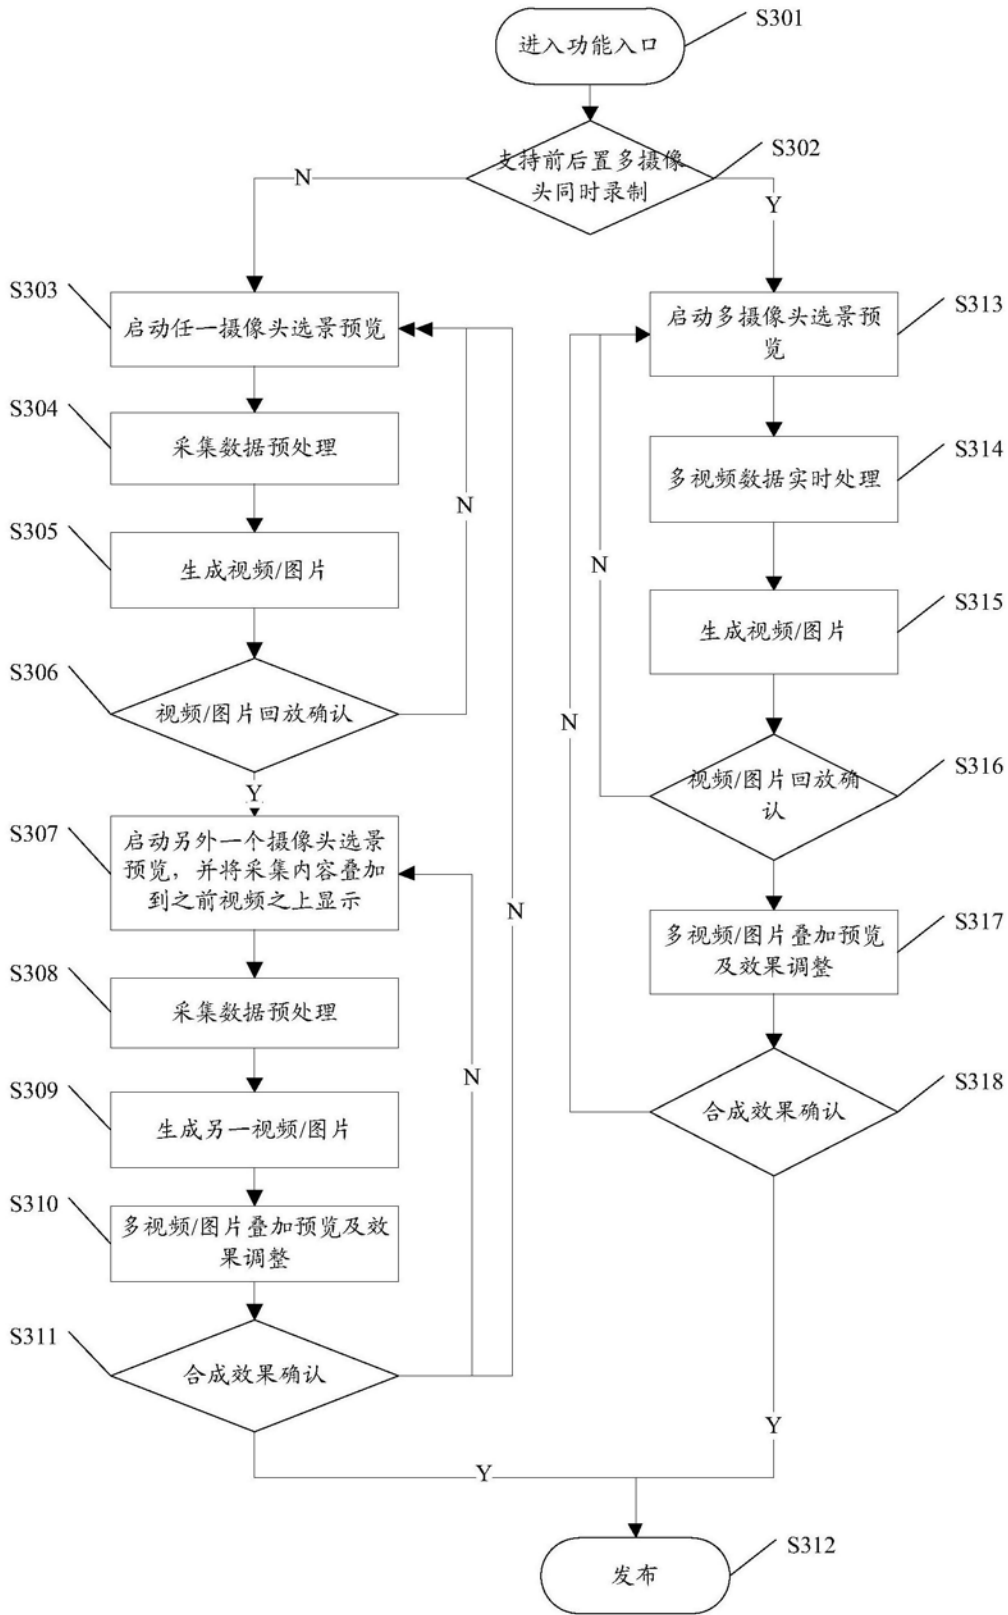 S301
进入功能入口
S302
支持前后置多摄像
头同时录制
N
Y
S303
启动任一摄像头选景预览
S313
启动多摄像头选景预
览
S304
采集数据预处理
S314
多视频数据实时处理
N
S305
生成视频/图片
N
S315
生成视频/图片
S306
视频/图片回放确认
N
S316
视频/图片回放确
认
Y
S307
启动另外一个摄像头选景
预览，并将采集内容叠加
到之前视频之上显示
N
S317
多视频/图片叠加预览
及效果调整
S308
采集数据预处理
N
S318
合成效果确认
S309
生成另一视频/图片
S310
多视频/图片叠加预览及效
果调整
S311
合成效果确认
Y
Y
S312
发布